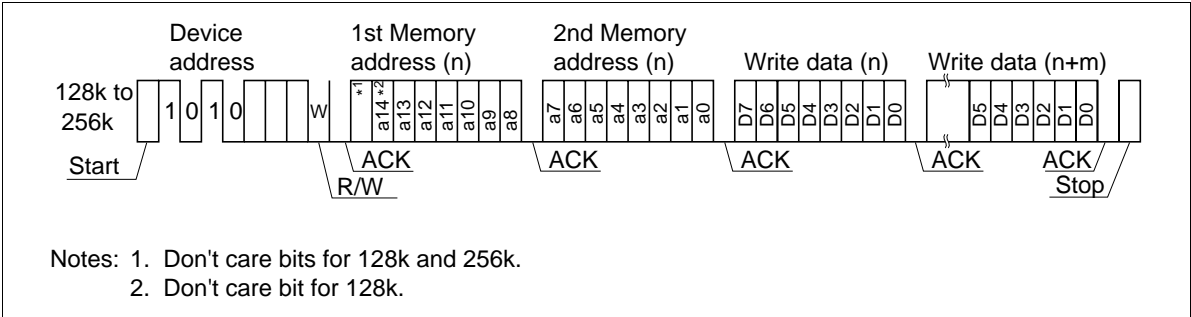 Device
address
1st Memory
address (n)
2nd Memory
address (n)
Write data (n)
Write data (n+m)
128k to
256k
1 0 1 0
W
*1
a14 *2
a13
a12
a11
a10
a9
a8
a7
a6
a5
a4
a3
a2
a1
a0
D7
D6
D5
D4
D3
D2
D1
D0
D5
D4
D3
D2
D1
D0
Start
R/W
ACK
ACK
ACK
ACK
ACK
Stop
Notes: 1. Don't care bits for 128k and 256k.
2. Don't care bit for 128k.